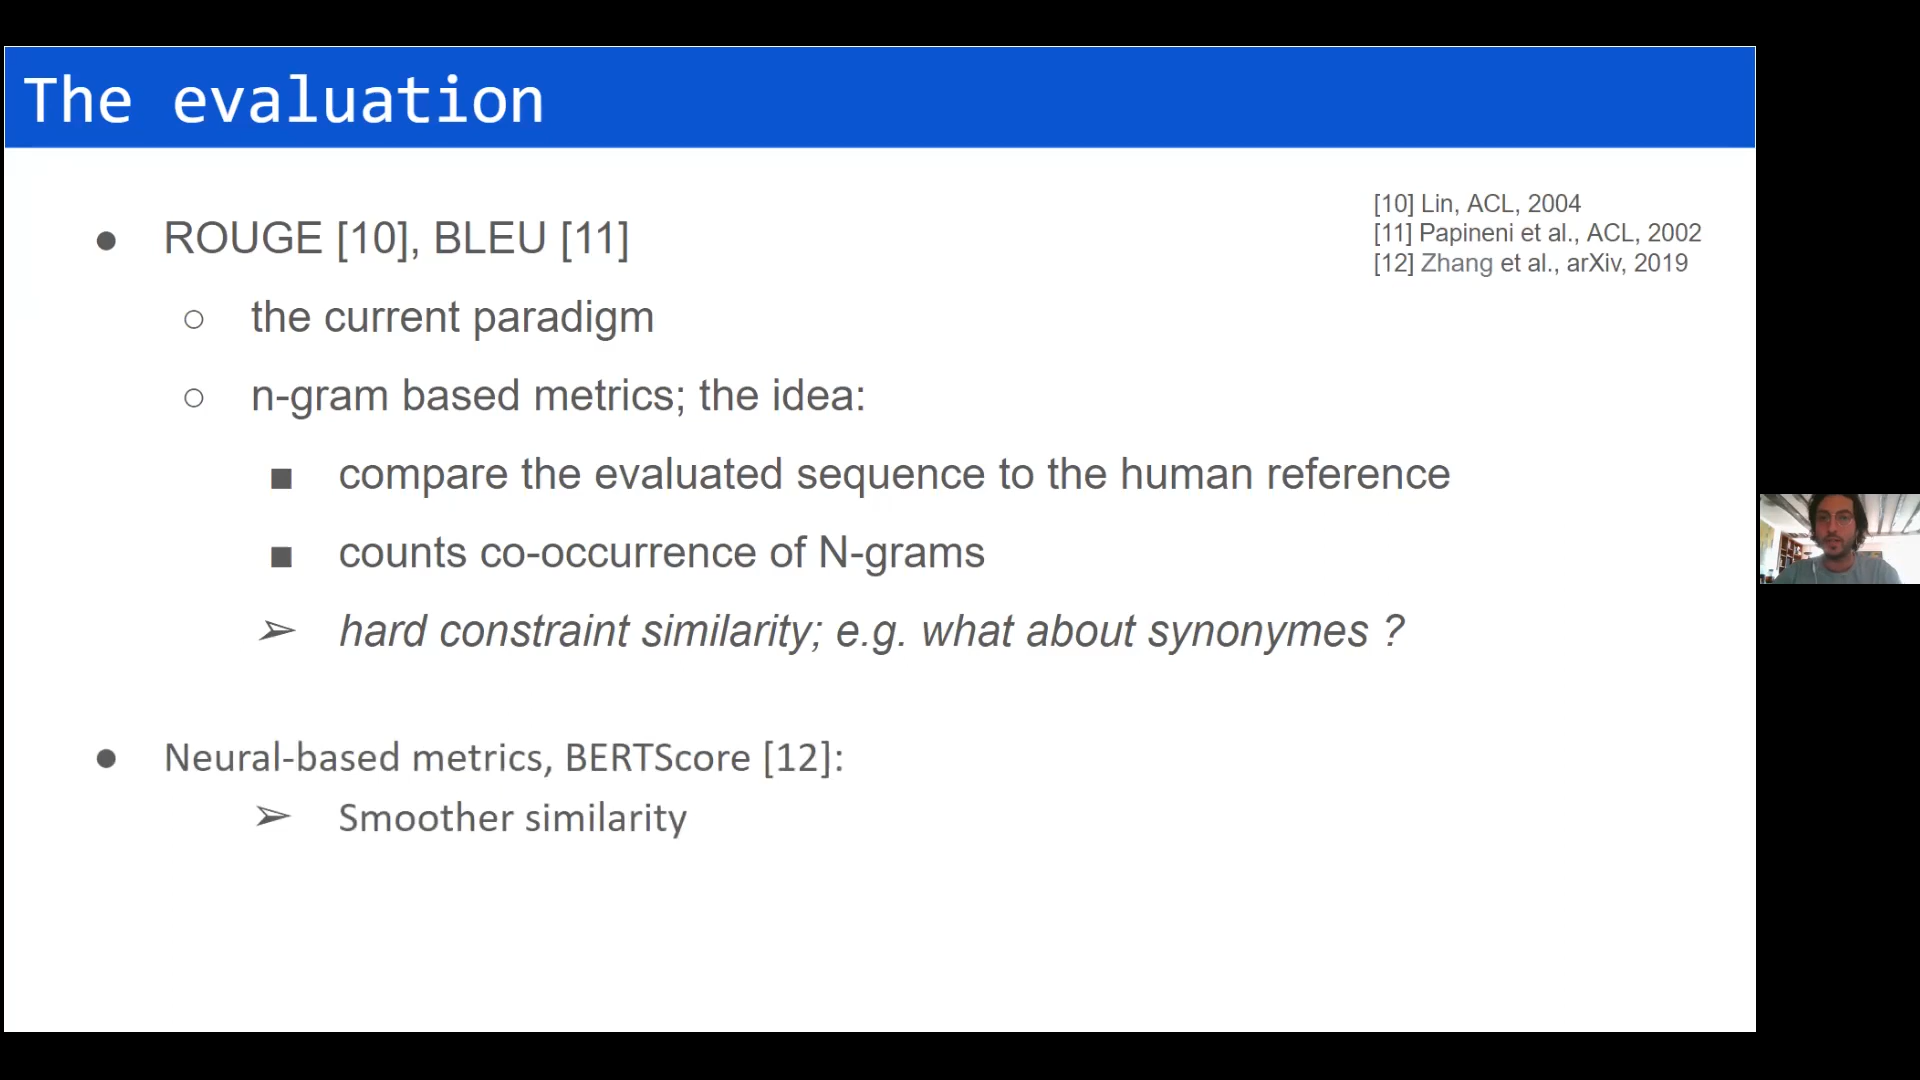 The evaluation
[10] Lin, ACL, 2004
[11] Papineni et al., ACL, 2002
[12] Zhang et al., arXiv, 2019
● ROUGE [10], BLEU [11]
○ the current paradigm
○ n-gram based metrics; the idea:
■ compare the evaluated sequence to the human reference
■ counts co-occurrence of N-grams
➢ hard constraint similarity; e.g. what about synonymes ?
● Neural-based metrics, BERTScore [12]:
➢ Smoother similarity